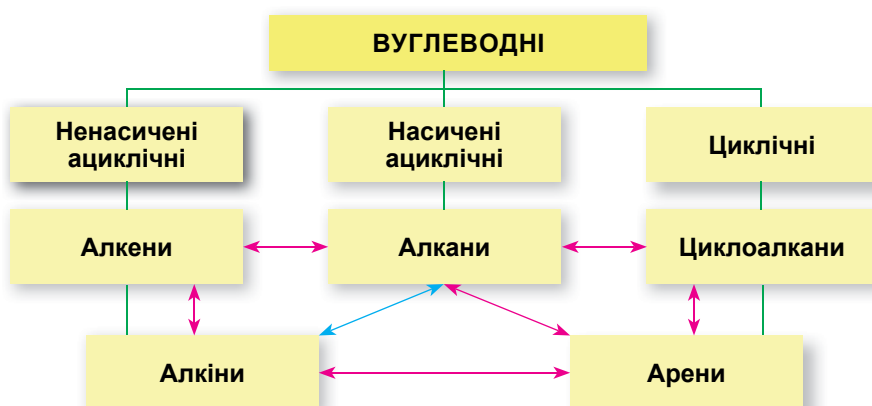 ВУГЛЕВОДНІ
Ненасичені
ациклічні
Насичені
ациклічні
Циклічні
Алкени
Алкани
Циклоалкани
Алкіни
Арени